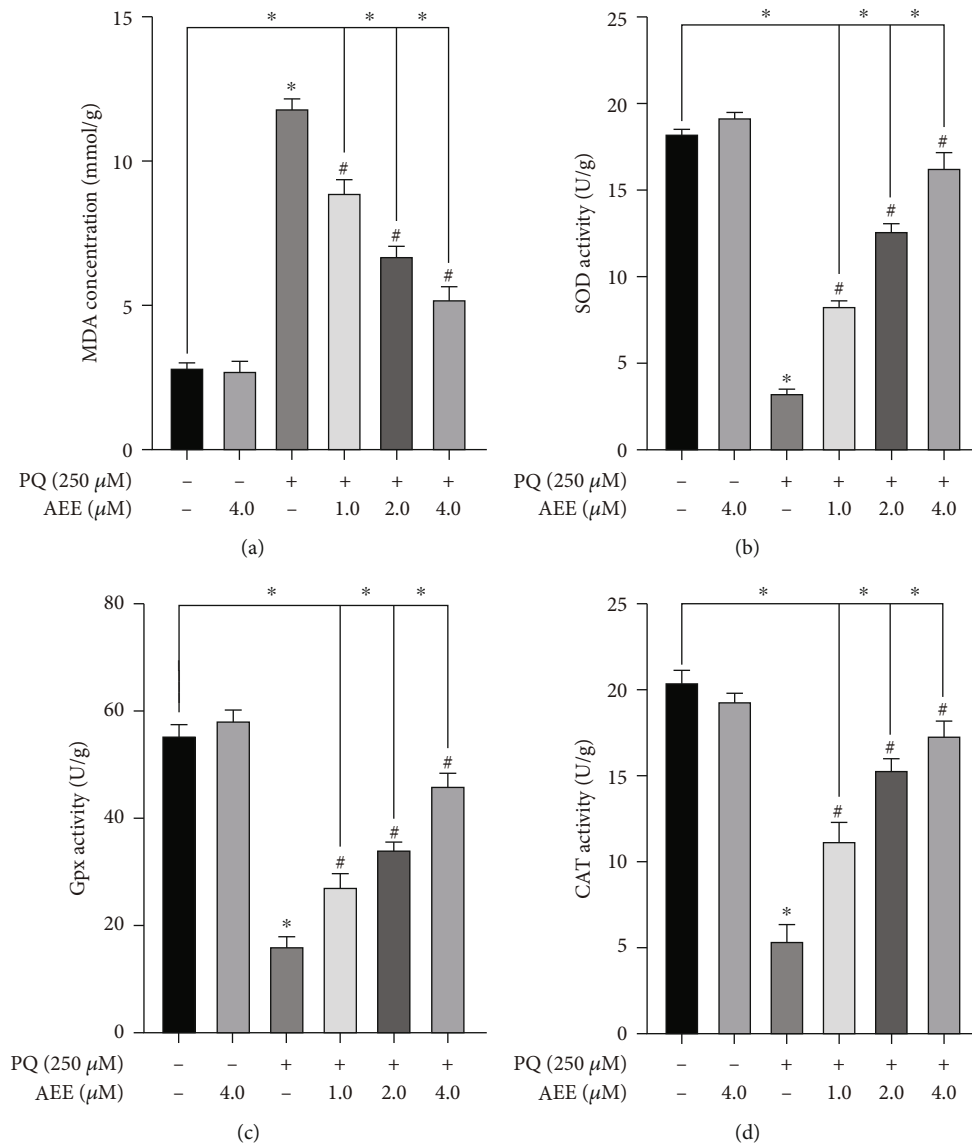 * * *
15
10
5
0
MDA concentration (mmol/g)
*
#
#
#
PQ (250 μM) – – + + + +
AEE (μM) – 4.0 – 1.0 2.0 4.0
(a)
* * *
25
20
15
10
5
0
SOD activity (U/g)
*
#
#
#
PQ (250 μM) – – + + + +
AEE (μM) – 4.0 – 1.0 2.0 4.0
(b)
* * *
80
60
40
20
0
Gpx activity (U/g)
*
#
#
#
PQ (250 μM) – – + + + +
AEE (μM) – 4.0 – 1.0 2.0 4.0
(c)
* * *
25
20
15
10
5
0
CAT activity (U/g)
*
#
#
#
PQ (250 μM) – – + + + +
AEE (μM) – 4.0 – 1.0 2.0 4.0
(d)